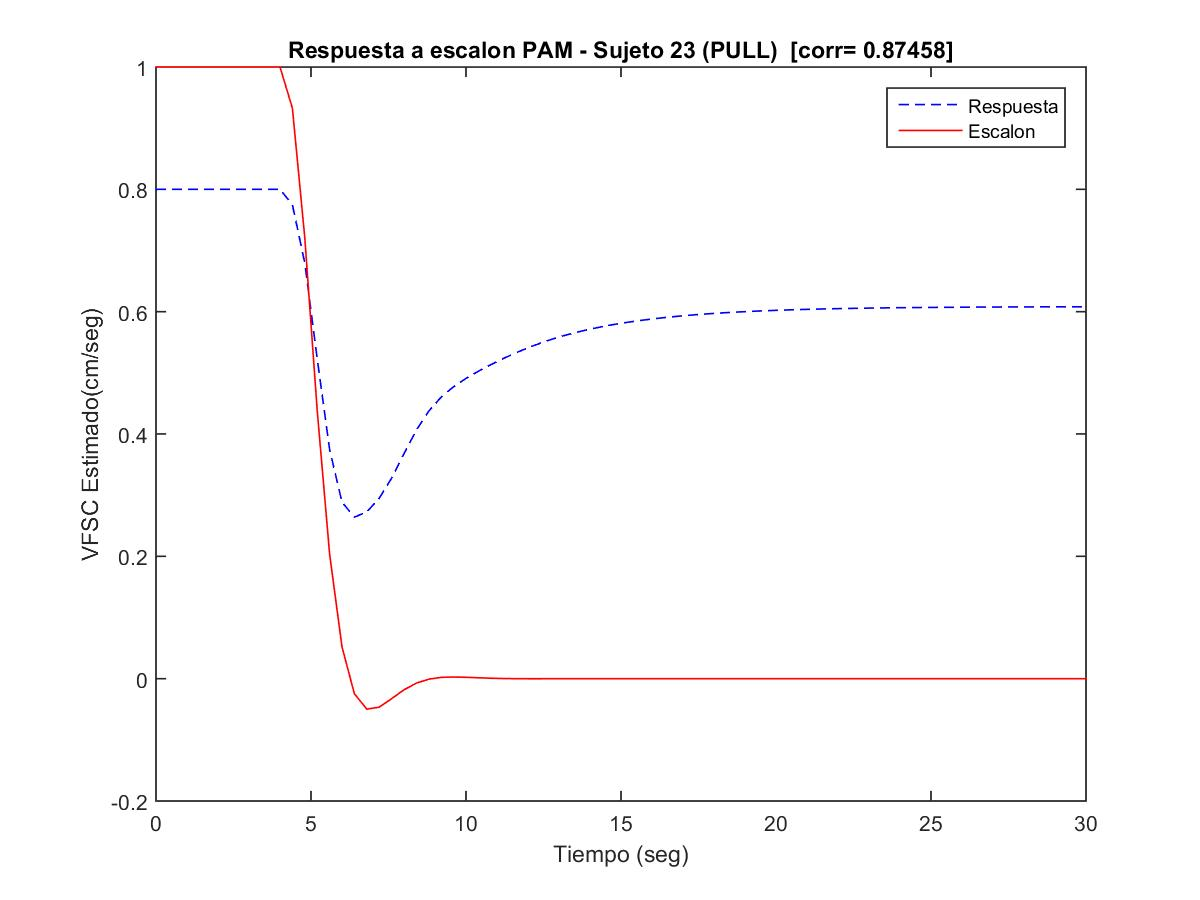 Respuesta a escalon PAM - Sujeto 23 (PULL)  [corr= 0.87458]
1
0.8
0.6
0.4
0.2
0
-0.2
VFSC Estimado(cm/seg)
Respuesta
Escalon
0 5 10 15 20 25 30
Tiempo (seg)